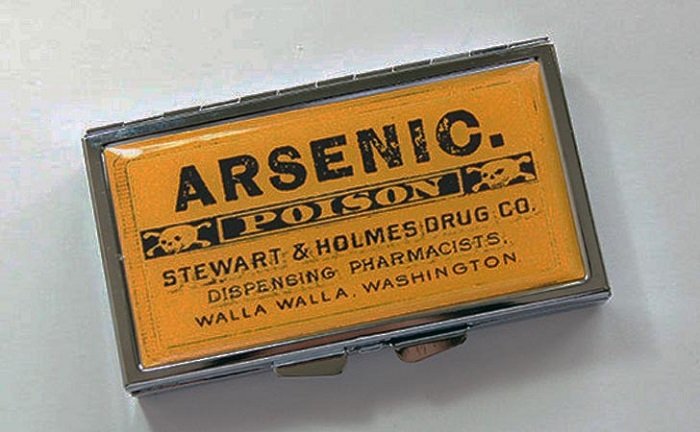 ARSENIC.
POISON
STEWART & HOLMES DRUG CO.
DISPENSING PHARMACISTS,
WALLA WALLA, WASHINGTON